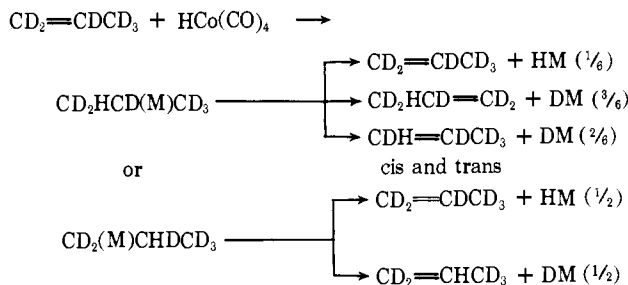 CD₂=CDCD₃ + HCo(CO)₄ →
→ CD₂=CDCD₃ + HM (1/6)
CD₂HCD(M)CD₃ → CD₂HCD=CD₂ + DM (3/6)
→ CDH=CDCD₃ + DM (2/6)
or cis and trans
→ CD₂=CDCD₃ + HM (1/2)
CD₂(M)CHDCD₃
→ CD₂=CHCD₃ + DM (1/2)